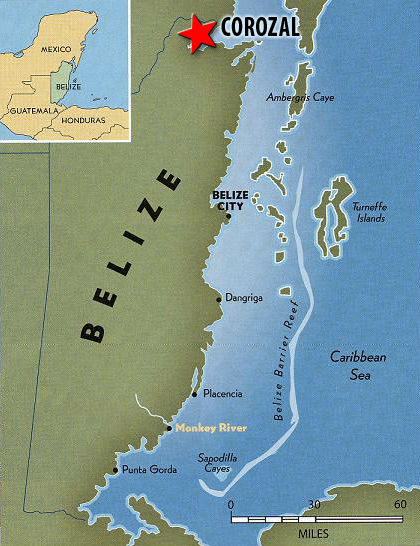 COROZAL
MEXICO
BELIZE
GUATEMALA
HONDURAS
Ambergris Caye
BELIZE
BELIZE
CITY
Turneffe
Islands
Dangriga
Belize Barrier Reef
Caribbean
Sea
Placencia
Monkey River
Sapodilla
Cayes
Punta Gorda
0 30 60
MILES